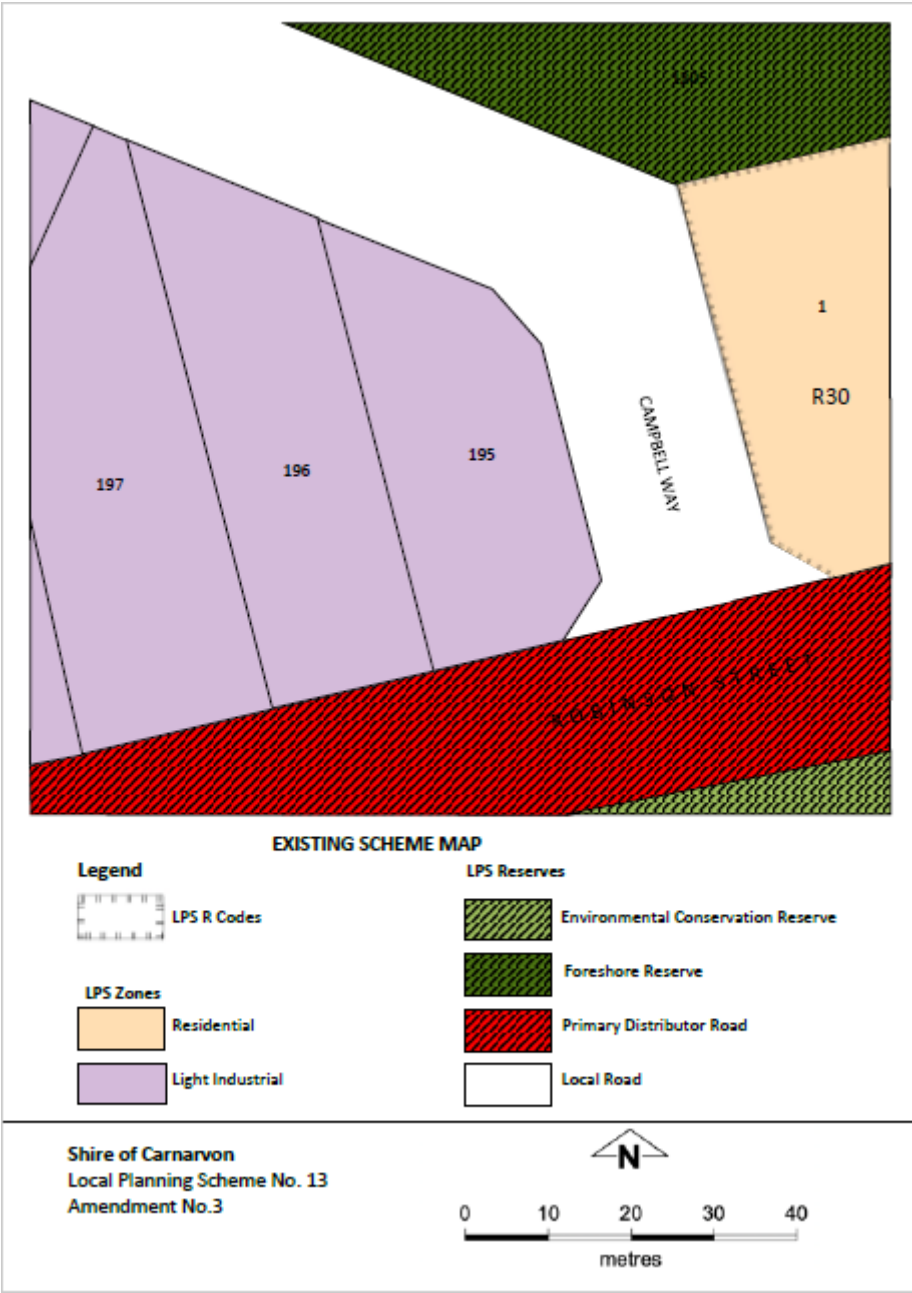 1
R30
CAMPBELL WAY
195
196
197
ROBINSON STREET
EXISTING SCHEME MAP
Legend
LPS R Codes
LPS Zones
Residential
Light Industrial
LPS Reserves
Environmental Conservation Reserve
Foreshore Reserve
Primary Distributor Road
Local Road
Shire of Carnarvon
Local Planning Scheme No. 13
Amendment No.3
N
0 10 20 30 40
metres